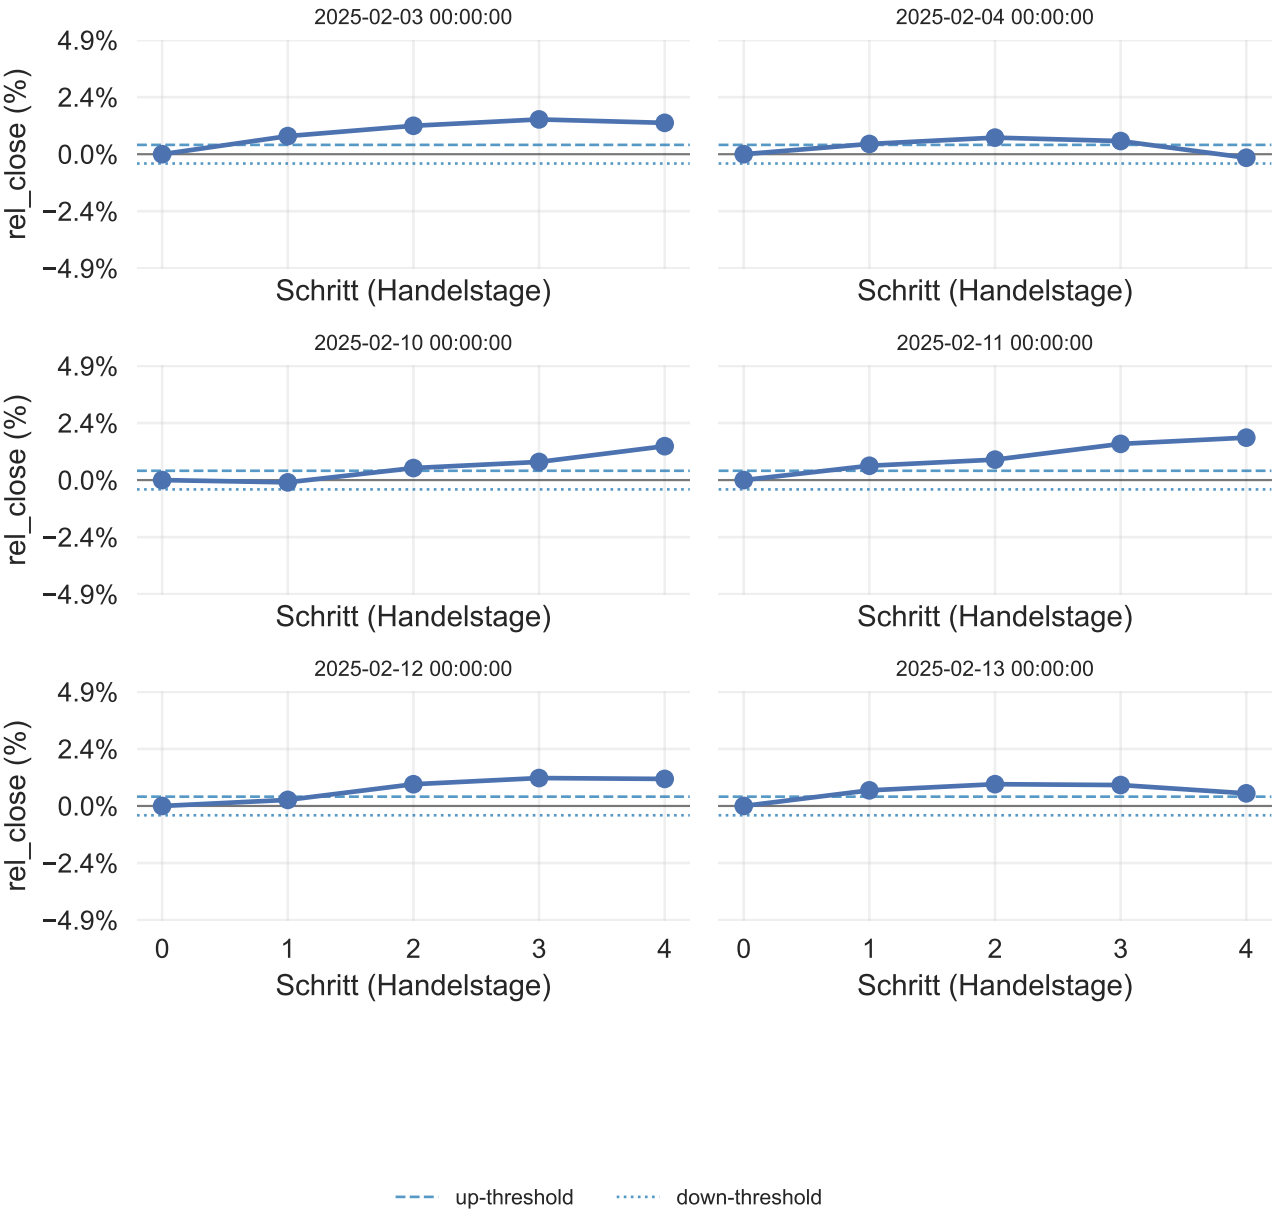 2025-02-03 00:00:00
2025-02-04 00:00:00
4.9%
2.4%
0.0%
−2.4%
−4.9%
rel_close (%)
Schritt (Handelstage)
Schritt (Handelstage)
2025-02-10 00:00:00
2025-02-11 00:00:00
4.9%
2.4%
0.0%
−2.4%
−4.9%
rel_close (%)
Schritt (Handelstage)
Schritt (Handelstage)
2025-02-12 00:00:00
2025-02-13 00:00:00
4.9%
2.4%
0.0%
−2.4%
−4.9%
rel_close (%)
0 1 2 3 4
0 1 2 3 4
Schritt (Handelstage)
Schritt (Handelstage)
up-threshold
down-threshold